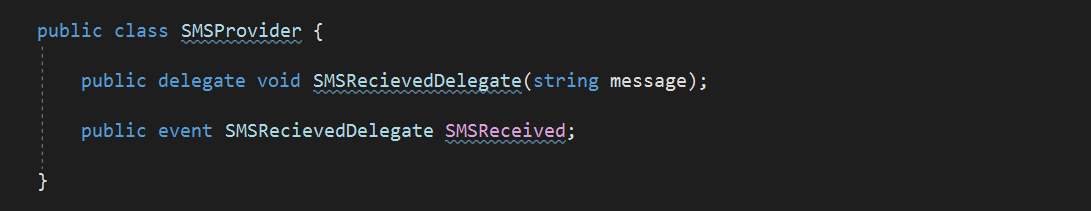 public class SMSProvider {
public delegate void SMSRecievedDelegate(string message);
public event SMSRecievedDelegate SMSReceived;
}